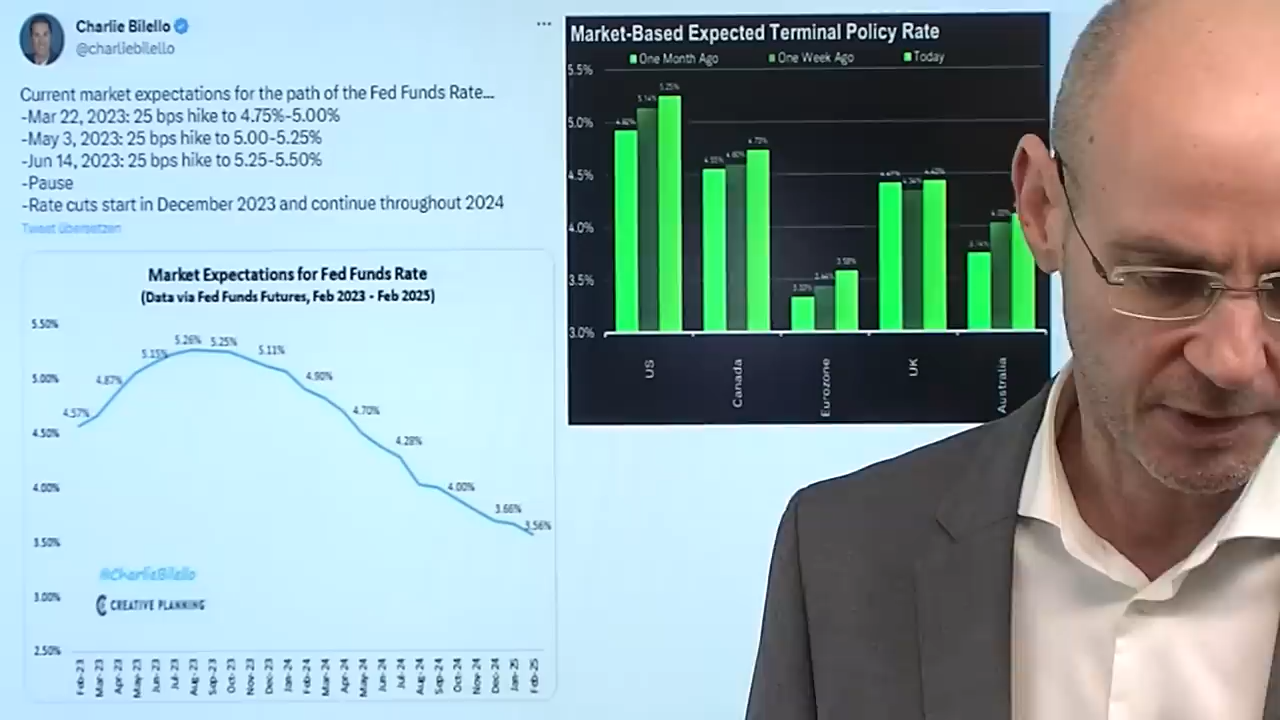 Charlie Bilello
@charliebilello
Current market expectations for the path of the Fed Funds Rate...
-Mar 22, 2023: 25 bps hike to 4.75%-5.00%
-May 3, 2023: 25 bps hike to 5.00-5.25%
-Jun 14, 2023: 25 bps hike to 5.25-5.50%
-Pause
-Rate cuts start in December 2023 and continue throughout 2024
Tweet übersetzen
Market Expectations for Fed Funds Rate
(Data via Fed Funds Futures, Feb 2023 - Feb 2025)
5.50%
5.00%
4.50%
4.00%
3.50%
3.00%
2.50%
4.57%
4.87%
5.15%
5.26%
5.25%
5.11%
4.90%
4.70%
4.28%
4.00%
3.66%
3.56%
@CharlieBilello
CREATIVE PLANNING
Feb-23
Mar-23
Apr-23
May-23
Jun-23
Jul-23
Aug-23
Sep-23
Oct-23
Nov-23
Dec-23
Jan-24
Feb-24
Mar-24
Apr-24
May-24
Jun-24
Jul-24
Aug-24
Sep-24
Oct-24
Nov-24
Dec-24
Jan-25
Feb-25
Market-Based Expected Terminal Policy Rate
One Month Ago
One Week Ago
Today
5.5%
5.0%
4.5%
4.0%
3.5%
3.0%
5.14%
5.25%
4.55%
4.60%
4.73%
3.58%
US
Canada
Eurozone
UK
Australia